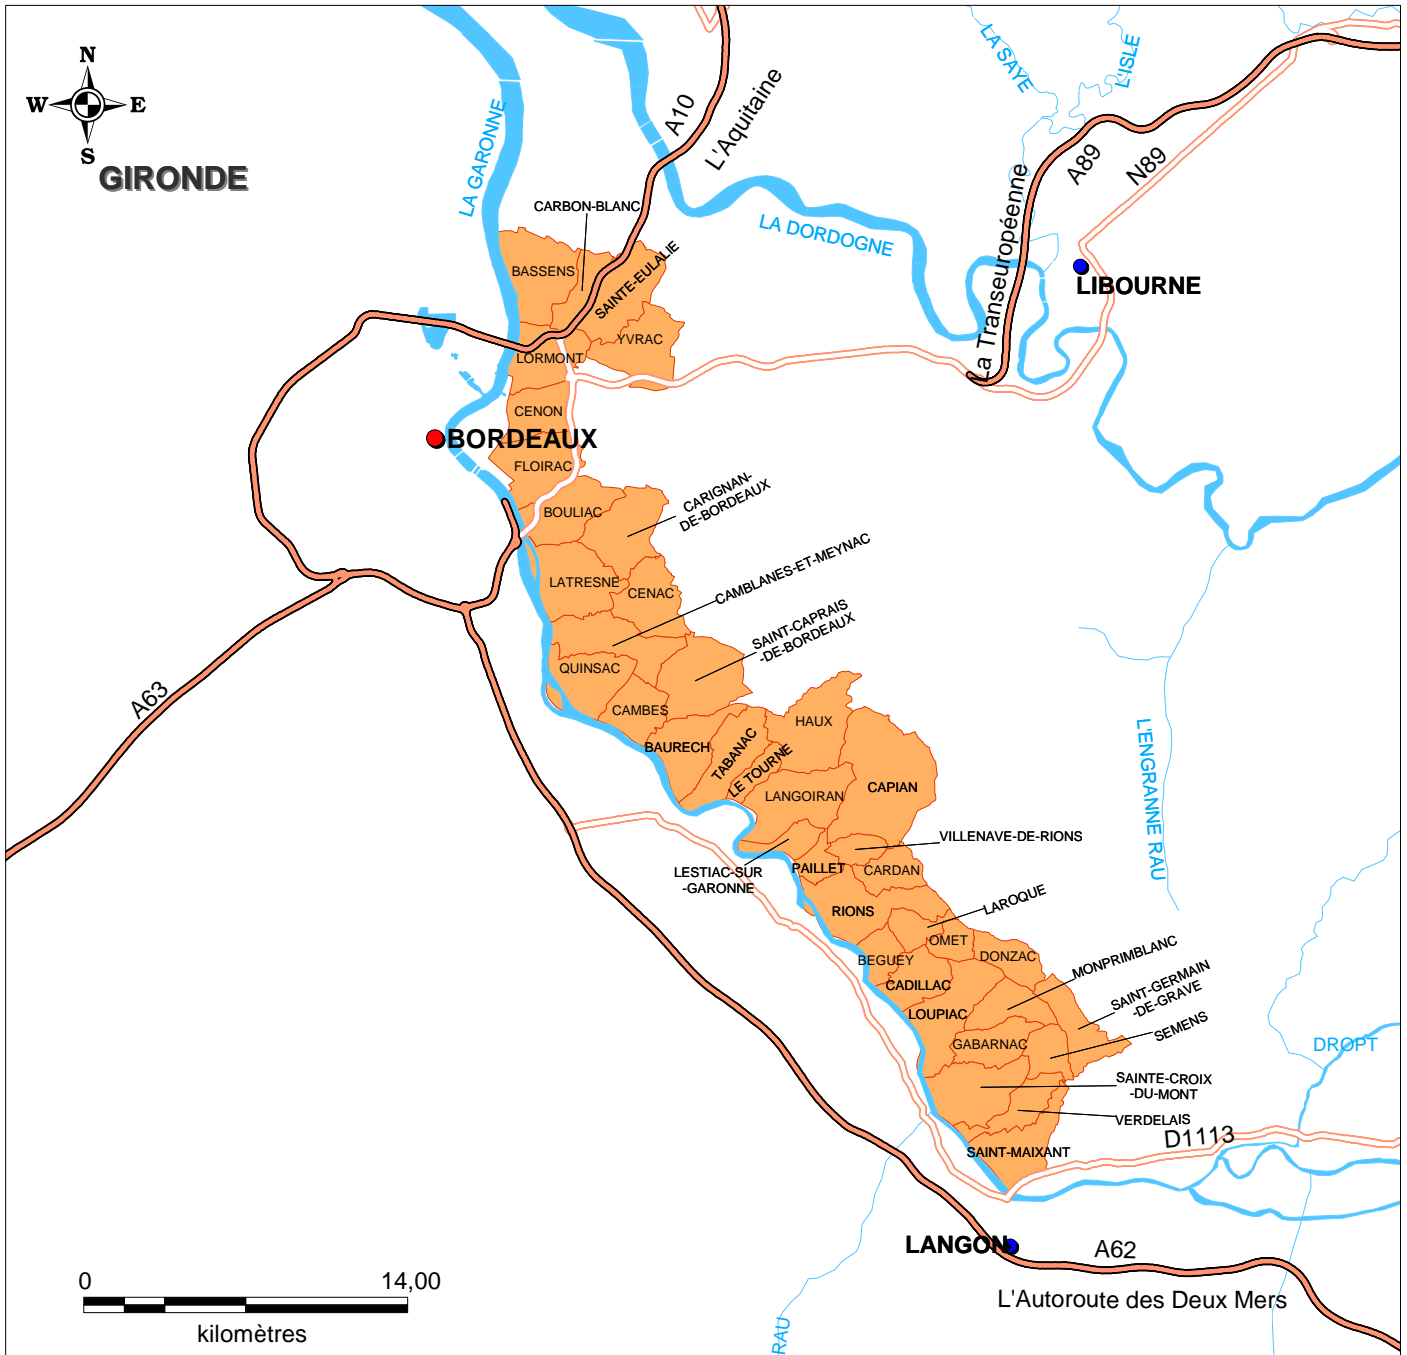 N
W E
S
GIRONDE
LA GARONNE
A10
L'Aquitaine
LA SAYE
L'ISLE
A89
N89
La Transeuropéenne
LA DORDOGNE
LIBOURNE
CARBON-BLANC
BASSENS
SAINTE-EULALIE
YVRAC
LORMONT
CENON
BORDEAUX
FLOIRAC
BOULIAC
CARIGNAN-
DE-BORDEAUX
LATRESNE
CENAC
CAMBLANES-ET-MEYNAC
SAINT-CAPRAIS
-DE-BORDEAUX
QUINSAC
CAMBES
A63
HAUX
BAURECH
TABANAC
LE TOURNE
LANGOIRAN
CAPIAN
L'ENGRANNE RAU
VILLENAVE-DE-RIONS
LESTIAC-SUR
-GARONNE
PAILLET
CARDAN
RIONS
LAROQUE
OMET
BEGUEY
DONZAC
MONPRIMBLANC
CADILLAC
SAINT-GERMAIN
-DE-GRAVE
LOUPIAC
SEMENS
GABARNAC
DROPT
SAINTE-CROIX
-DU-MONT
VERDELAIS
D1113
SAINT-MAIXANT
LANGON
A62
L'Autoroute des Deux Mers
0 14,00
kilomètres
RAU